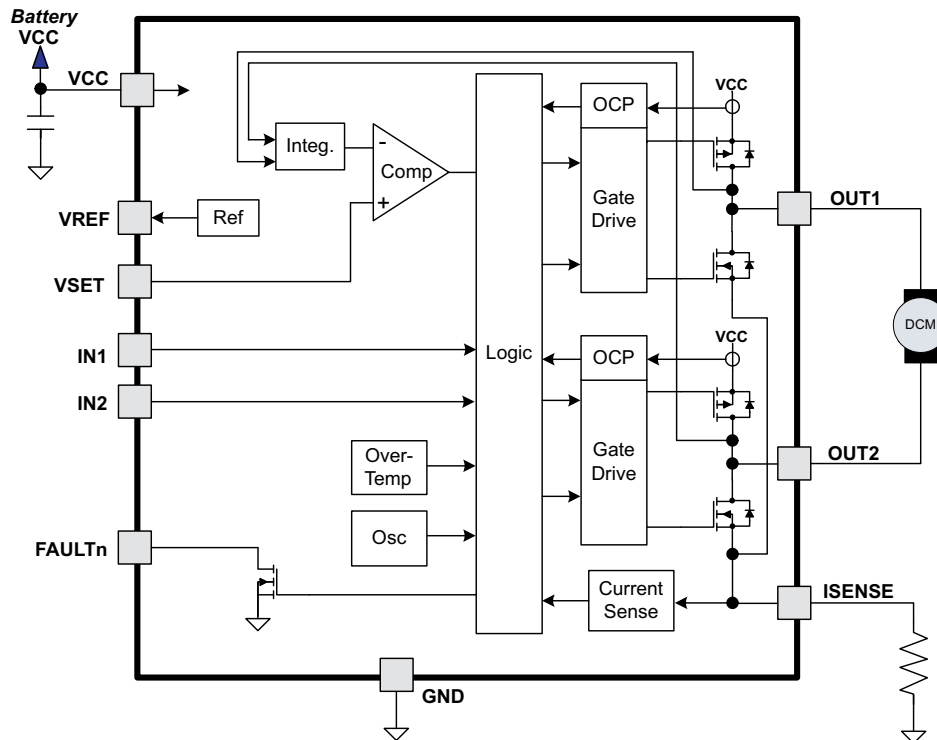 Battery
VCC
VCC
OCP
VCC
Integ.
-
Comp
+
Gate
Drive
VREF
Ref
OUT1
VSET
DCM
IN1
Logic
OCP
VCC
IN2
Over-
Temp
Gate
Drive
OUT2
Osc
FAULTn
Current
Sense
ISENSE
GND